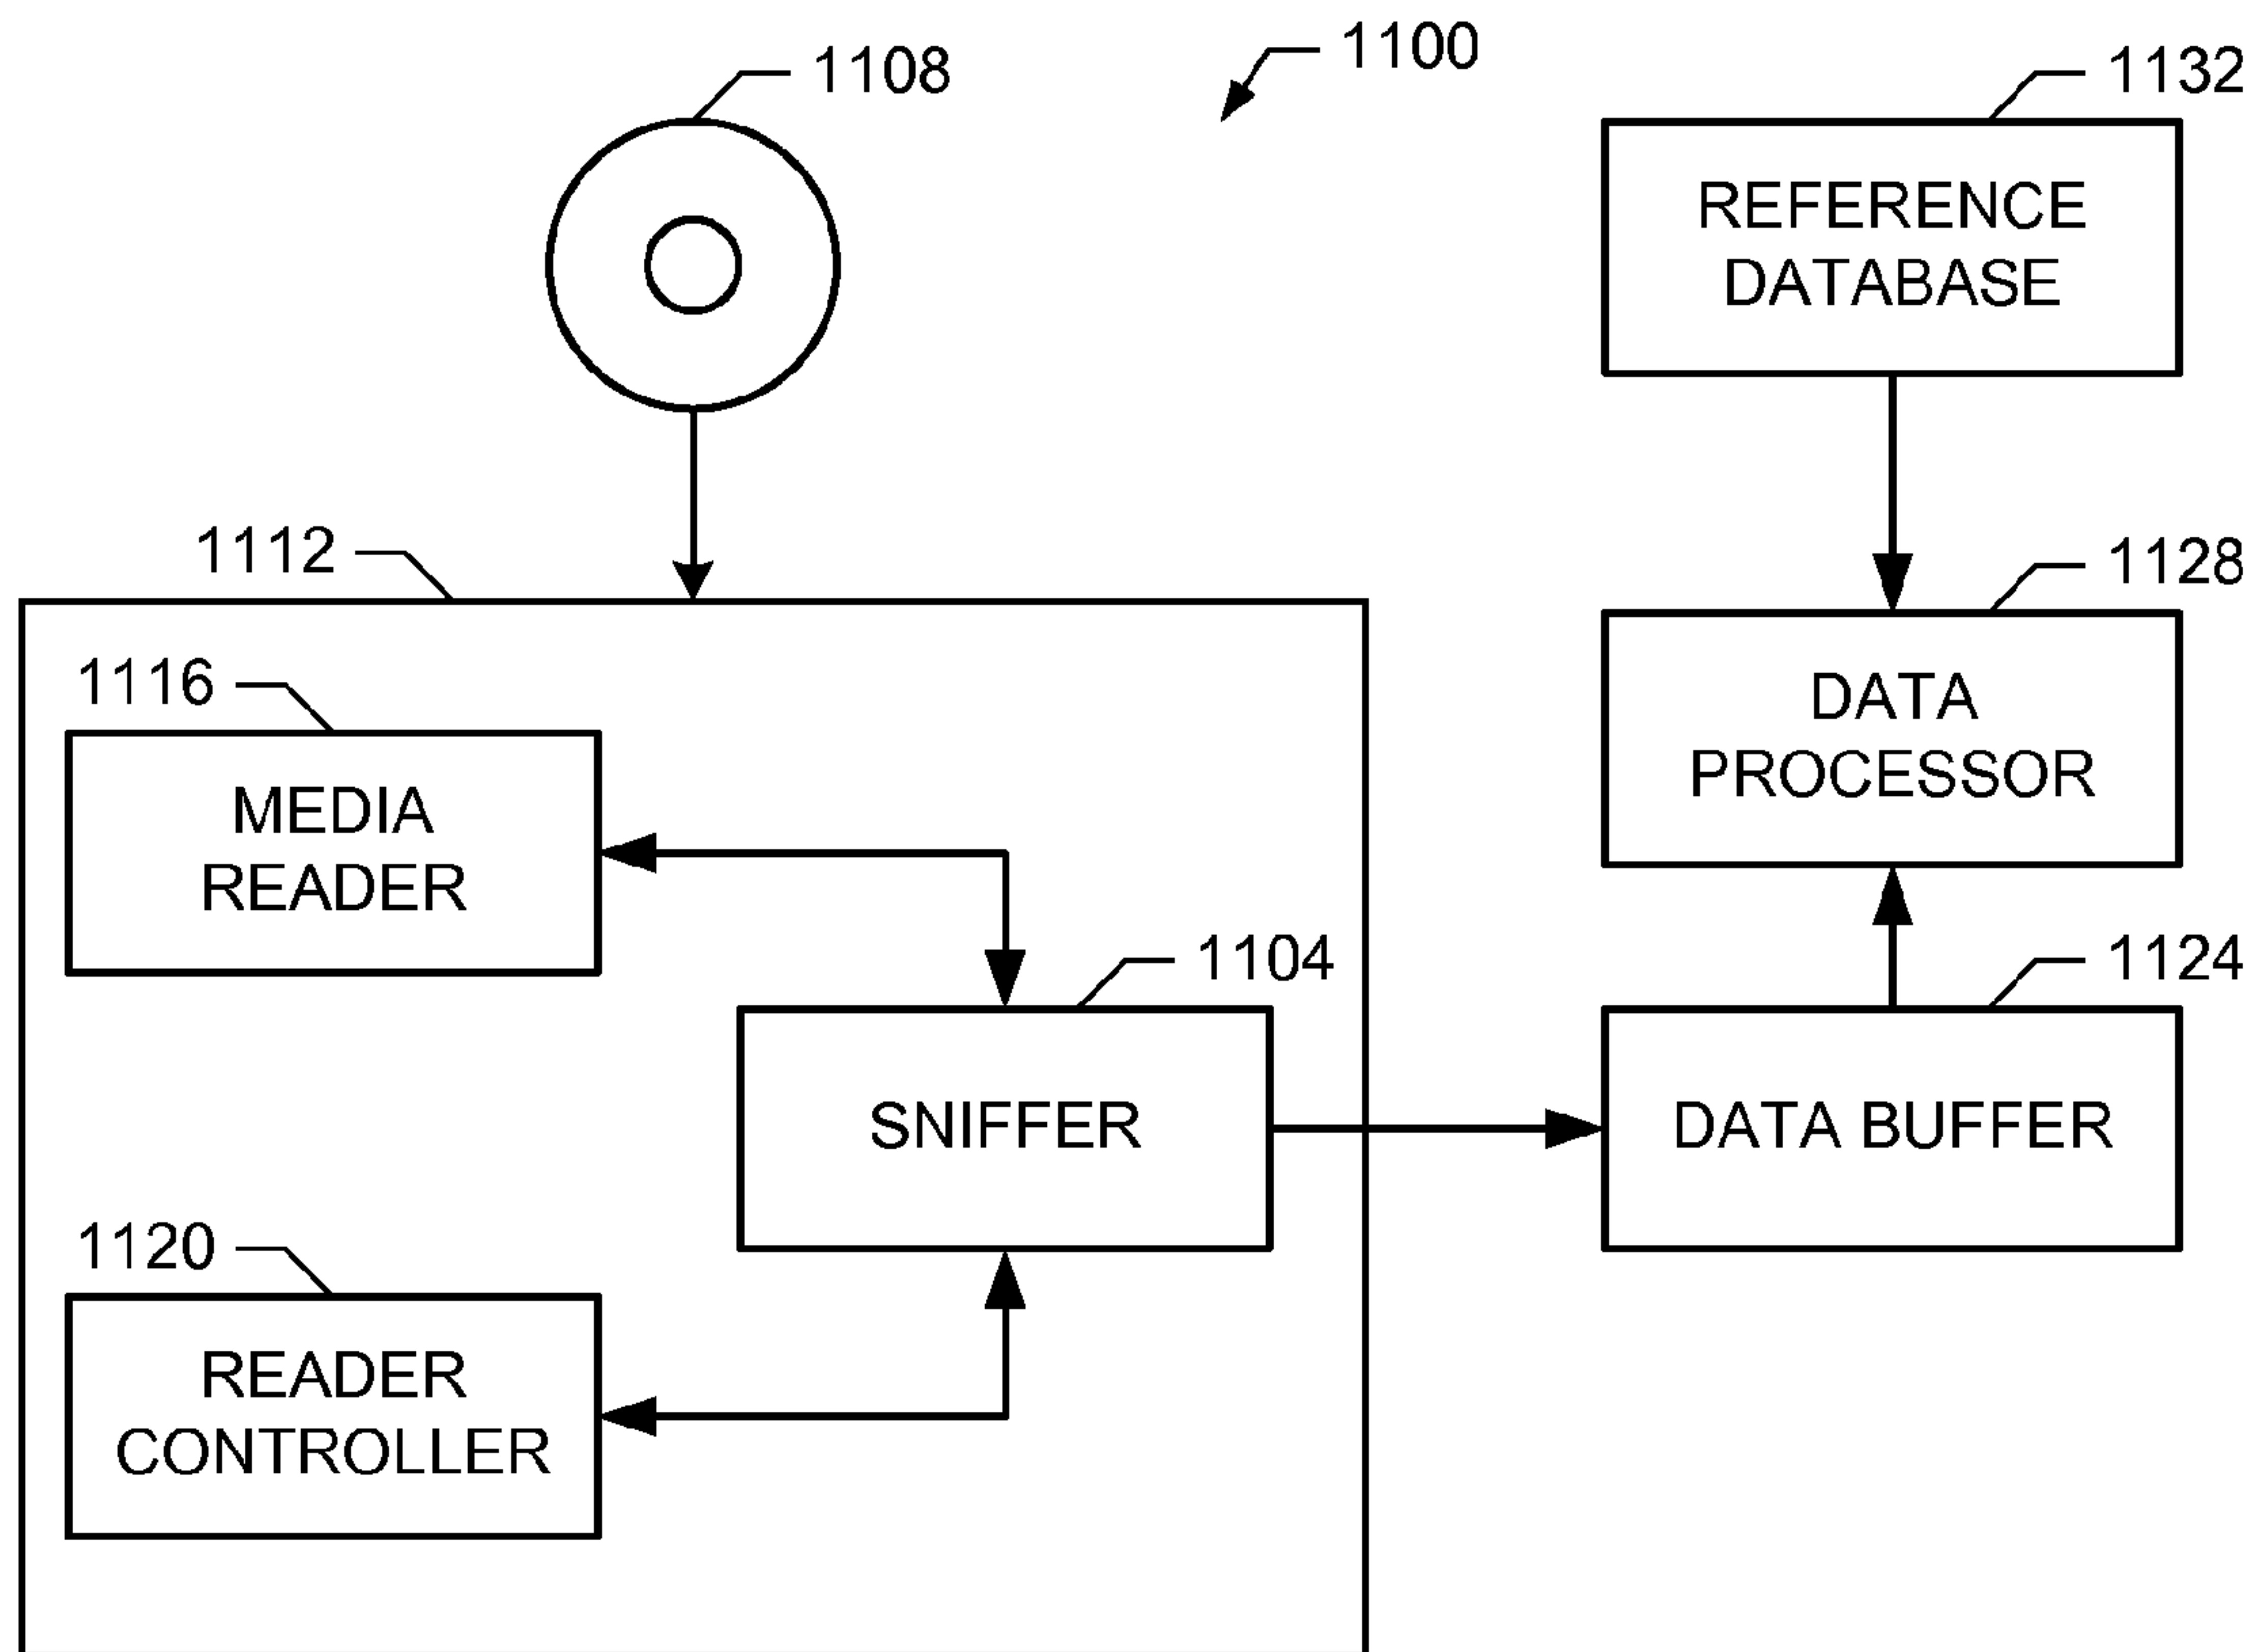 1100
1108
1132
REFERENCE
DATABASE
1112
1128
DATA
PROCESSOR
1116
MEDIA
READER
1104
SNIFFER
1124
DATA BUFFER
1120
READER
CONTROLLER